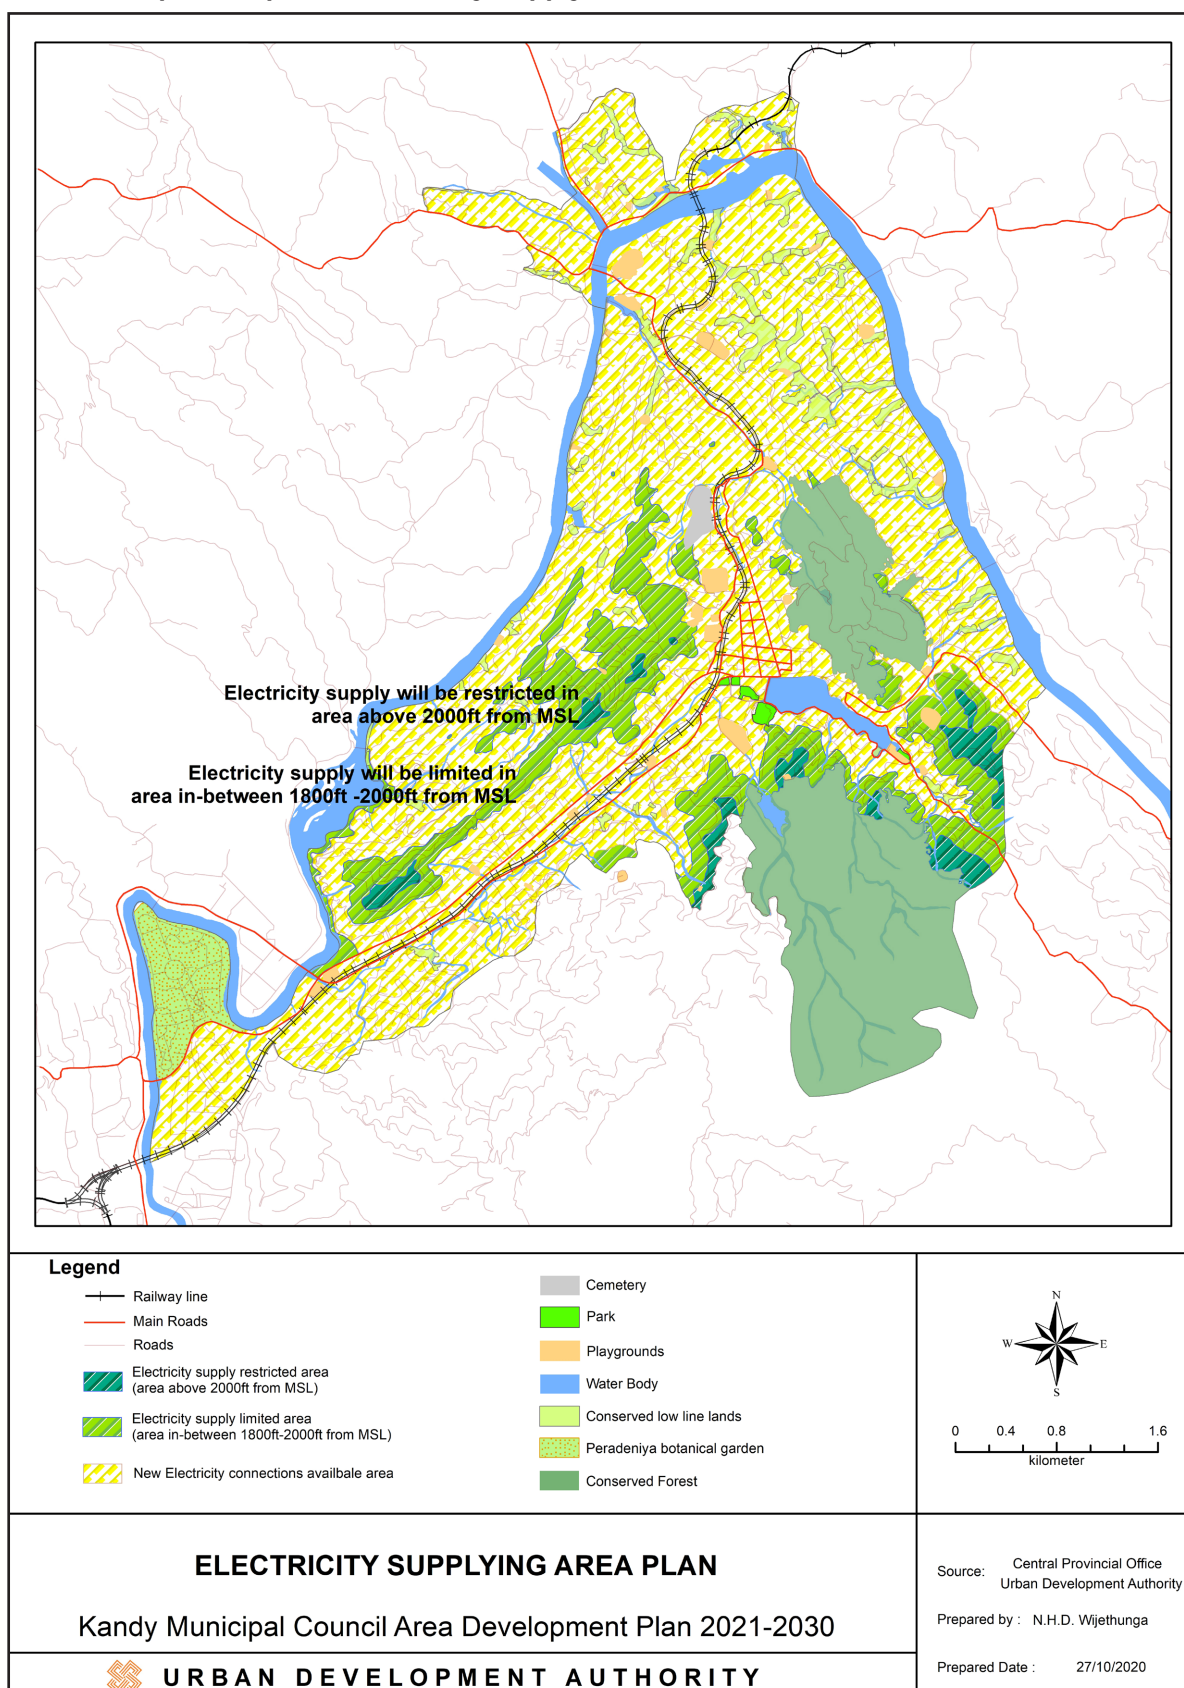 Electricity supply will be restricted in
area above 2000ft from MSL
Electricity supply will be limited in
area in-between 1800ft -2000ft from MSL
Legend
Railway line
Main Roads
Roads
Electricity supply restricted area
(area above 2000ft from MSL)
Electricity supply limited area
(area in-between 1800ft-2000ft from MSL)
New Electricity connections availbale area
Cemetery
Park
Playgrounds
Water Body
Conserved low line lands
Peradeniya botanical garden
Conserved Forest
N
W E
S
0 0.4 0.8 1.6
kilometer
ELECTRICITY SUPPLYING AREA PLAN
Kandy Municipal Council Area Development Plan 2021-2030
URBAN DEVELOPMENT AUTHORITY
Source: Central Provincial Office
Urban Development Authority
Prepared by : N.H.D. Wijethunga
Prepared Date : 27/10/2020